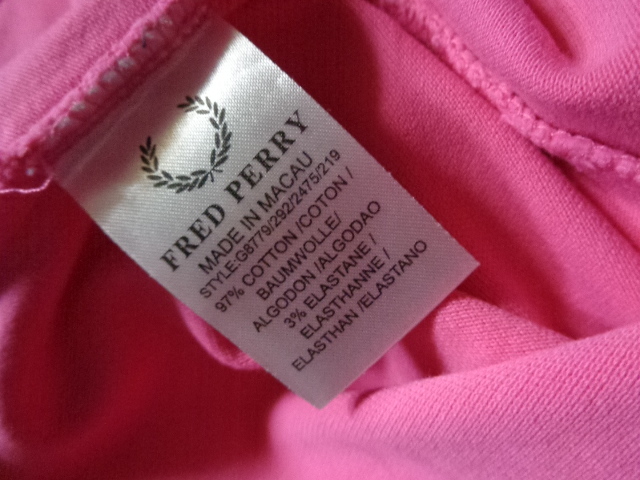 FRED PERRY
MADE IN MACAU
STYLE:G8779/292/2475/219
97% COTTON /COTON /
BAUMWOLLE/
ALGODON /ALGODAO
3% ELASTANE /
ELASTHANNE /
ELASTHAN /ELASTANO